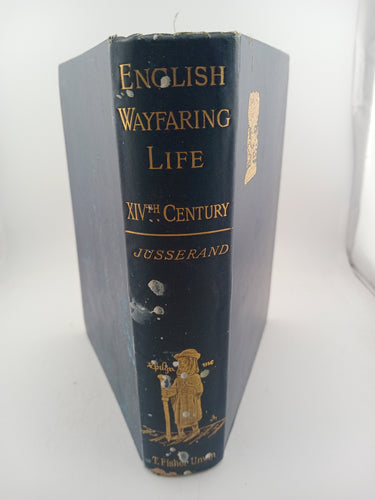 ENGLISH
WAYFARING
LIFE
XIVTH CENTURY
JUSSERAND
T. Fisher Unwin